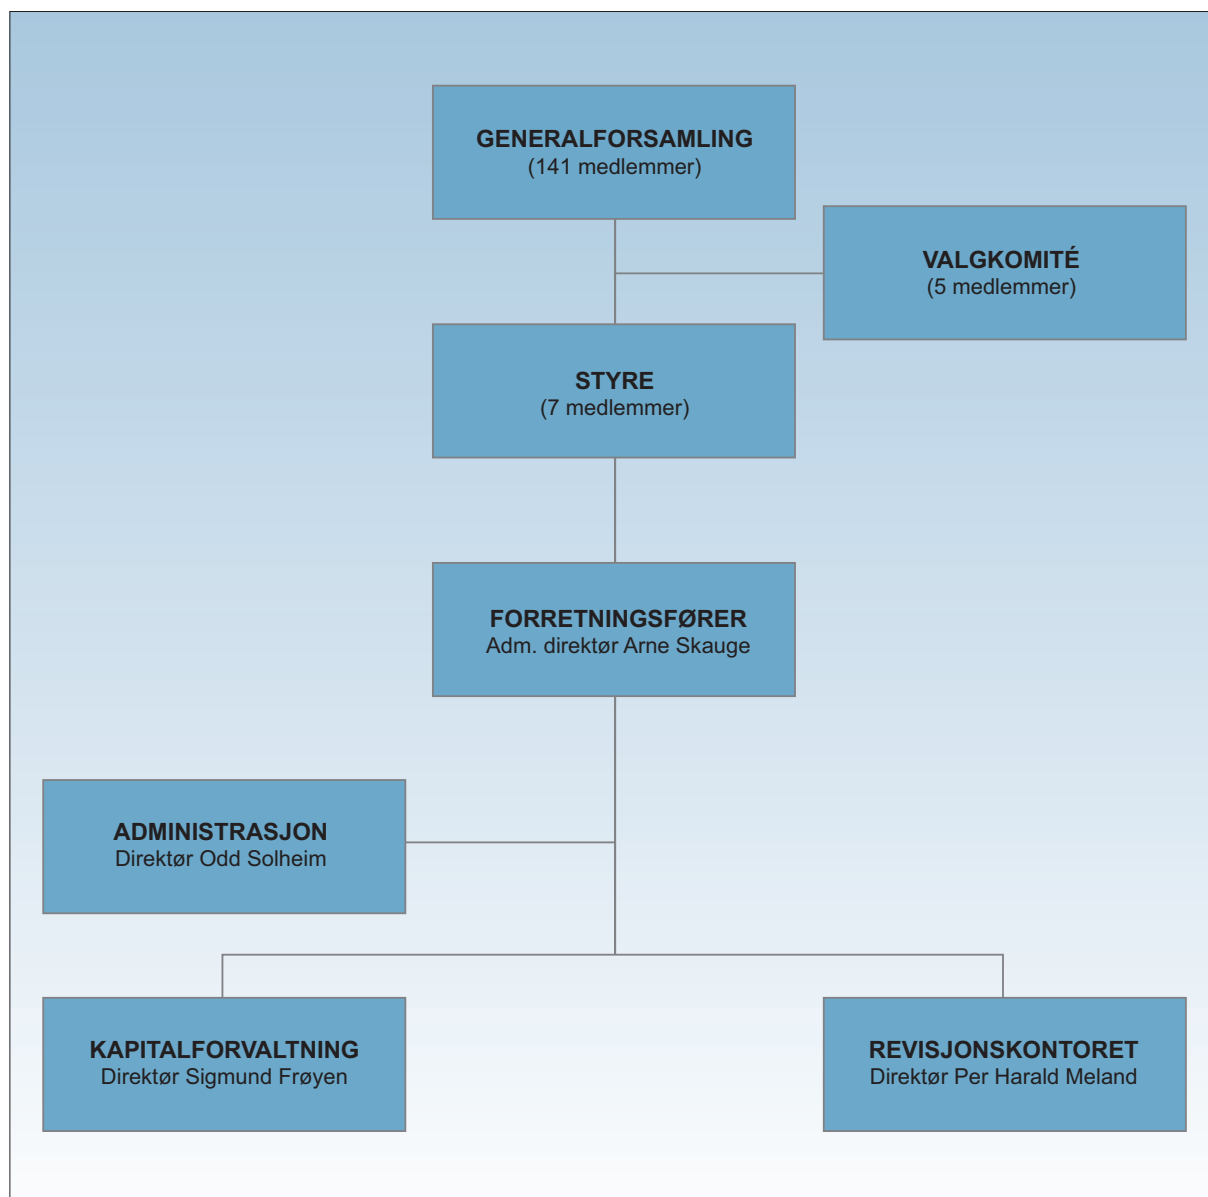 GENERALFORSAMLING
(141 medlemmer)
VALGKOMITÉ
(5 medlemmer)
STYRE
(7 medlemmer)
FORRETNINGSFØRER
Adm. direktør Arne Skauge
ADMINISTRASJON
Direktør Odd Solheim
KAPITALFORVALTNING
Direktør Sigmund Frøyen
REVISJONSKONTORET
Direktør Per Harald Meland